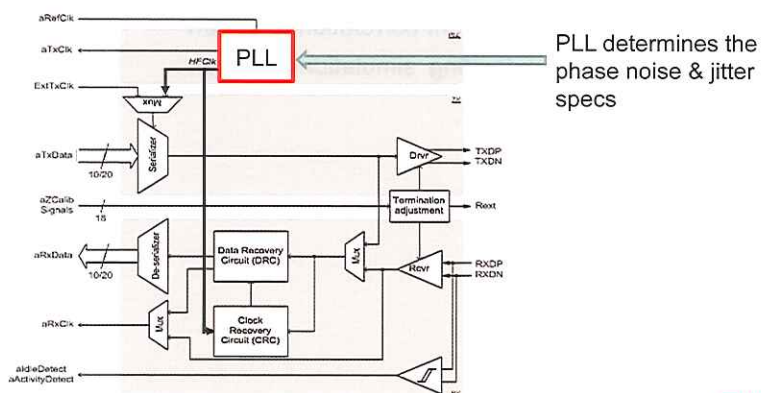 aRefClk
aTxClk
PLL
HFClk
PLL determines the
phase noise & jitter
specs
ExtTxClk
Mux
aTxData
10/20
Serializer
Drvr
TXDP
TXDN
aZCalib
Signals
18
Termination
adjustment
Rext
aRxData
10/20
De-serializer
Data Recovery
Circuit (DRC)
Mux
Rcvr
RXDP
RXDN
aRxClk
Mux
Clock
Recovery
Circuit (CRC)
aIdleDetect
aActivityDetect